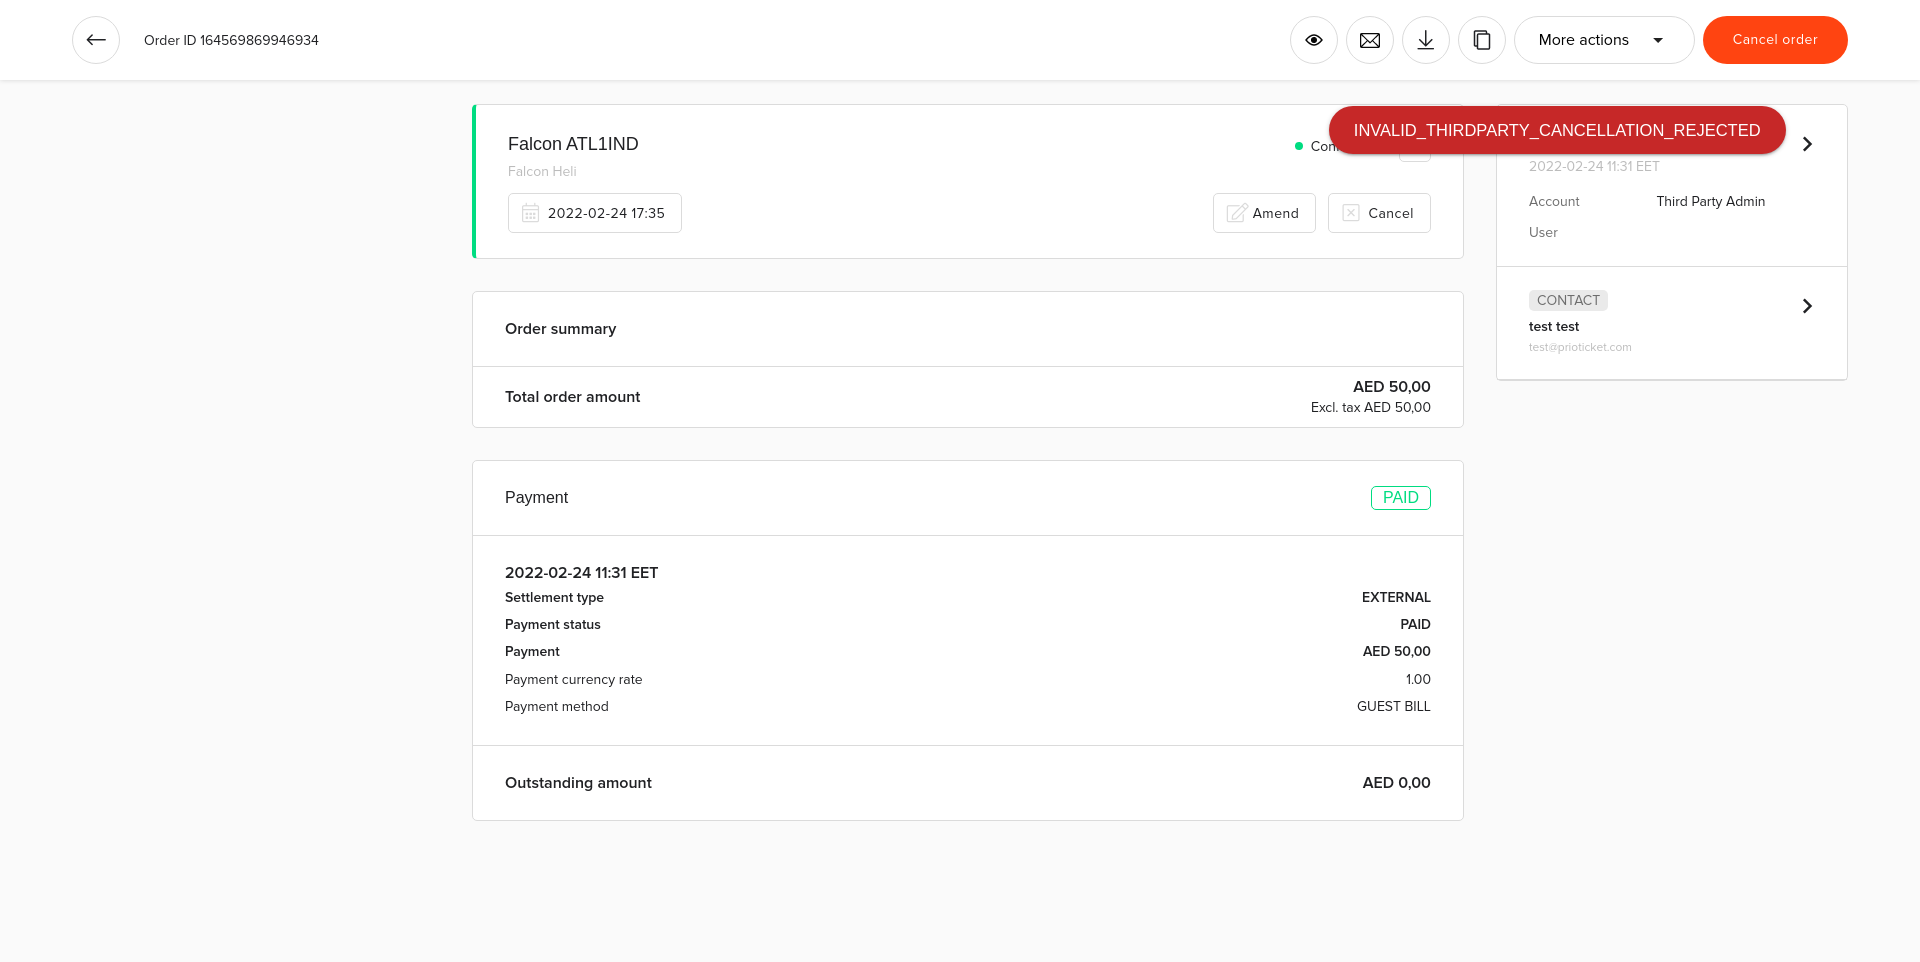 Order ID 164569869946934
More actions
Cancel order
Falcon ATL1IND
Falcon Heli
INVALID_THIRDPARTY_CANCELLATION_REJECTED
2022-02-24 17:35
Amend
Cancel
2022-02-24 11:31 EET
Account Third Party Admin
User
CONTACT
test test
test@prioticket.com
Order summary
Total order amount AED 50,00
Excl. tax AED 50,00
Payment PAID
2022-02-24 11:31 EET
Settlement type EXTERNAL
Payment status PAID
Payment AED 50,00
Payment currency rate 1.00
Payment method GUEST BILL
Outstanding amount AED 0,00